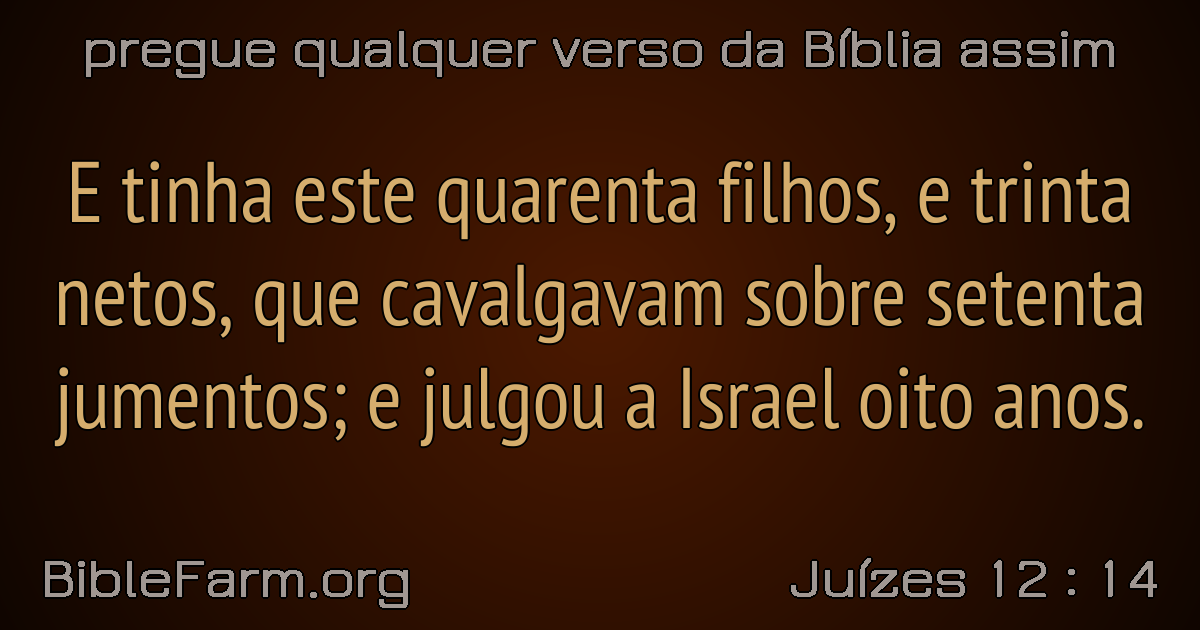 pregue qualquer verso da Bíblia assim
E tinha este quarenta filhos, e trinta
netos, que cavalgavam sobre setenta
jumentos; e julgou a Israel oito anos.
BibleFarm.org
Juízes 12 : 14